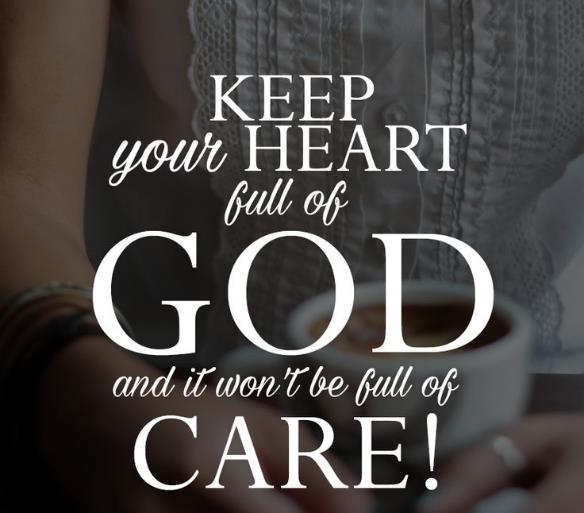 KEEP
your HEART
full of
GOD
and it won't be full of
CARE!